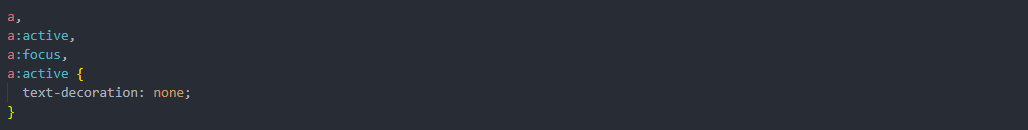 a,
a:active,
a:focus,
a:active {
  text-decoration: none;
}